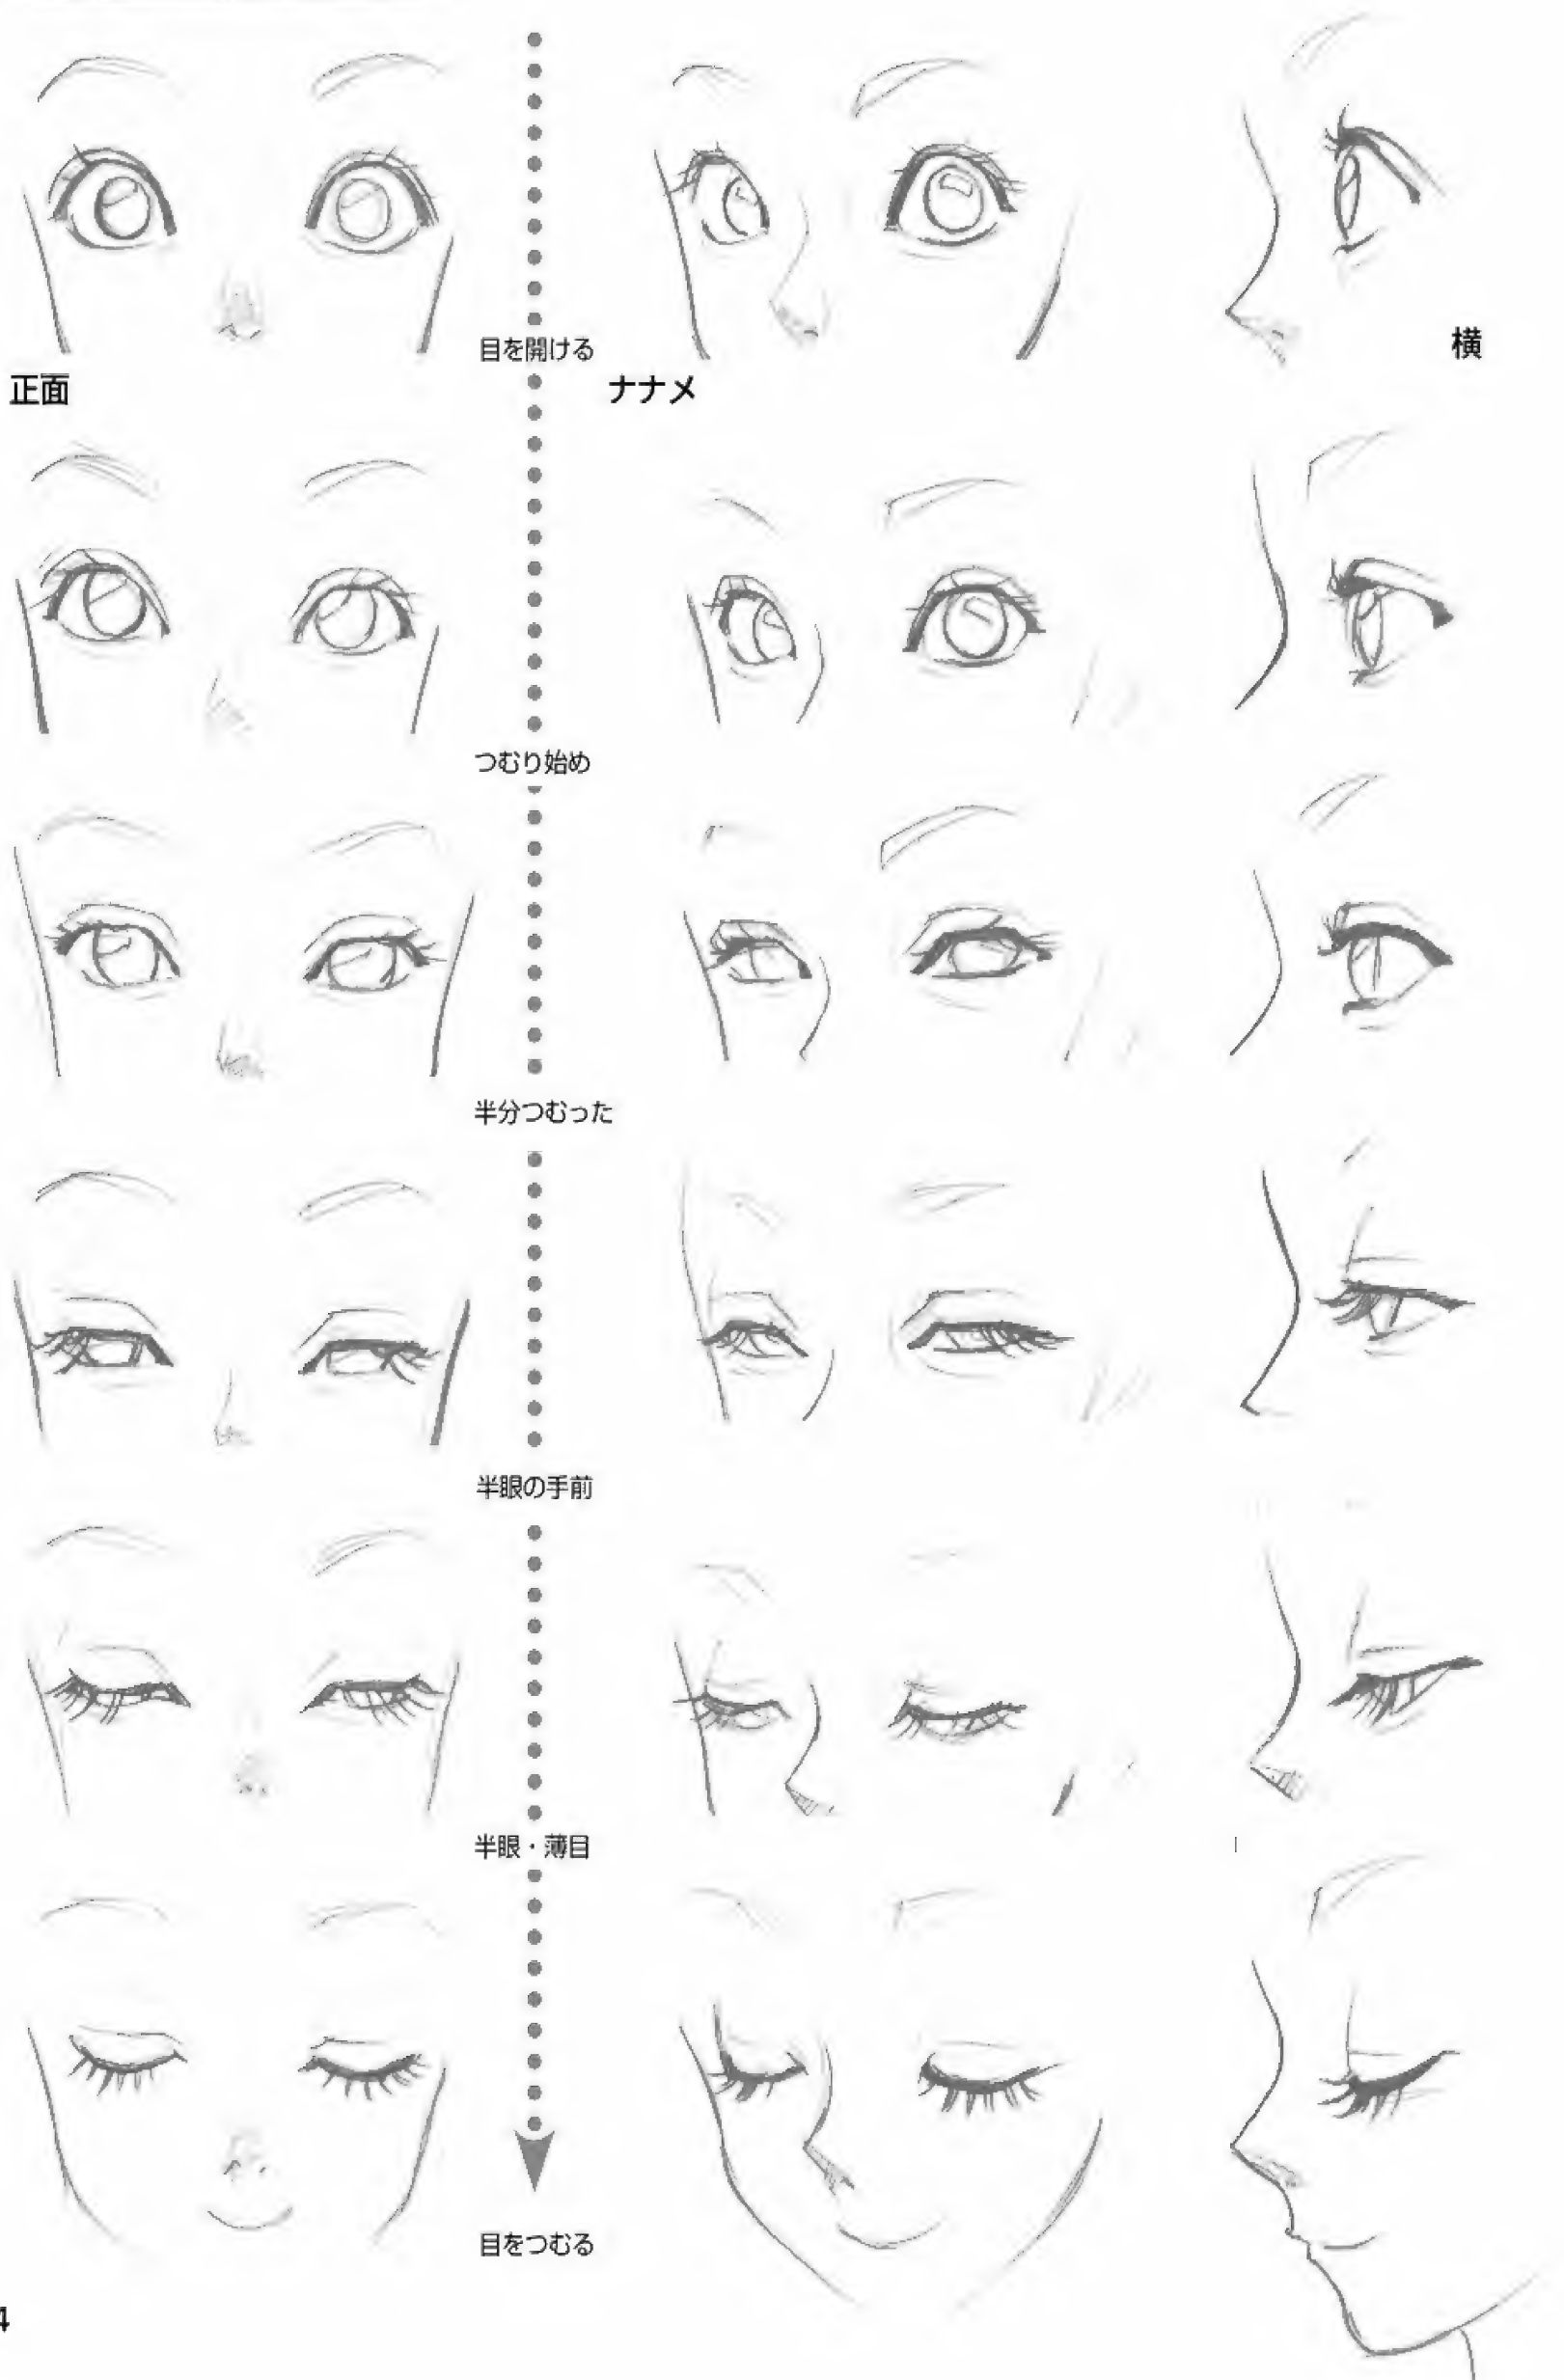 目を開ける
横
正面
ナナメ
つむり始め
半分つむった
半眼の手前
半眼・薄目
目をつむる
4